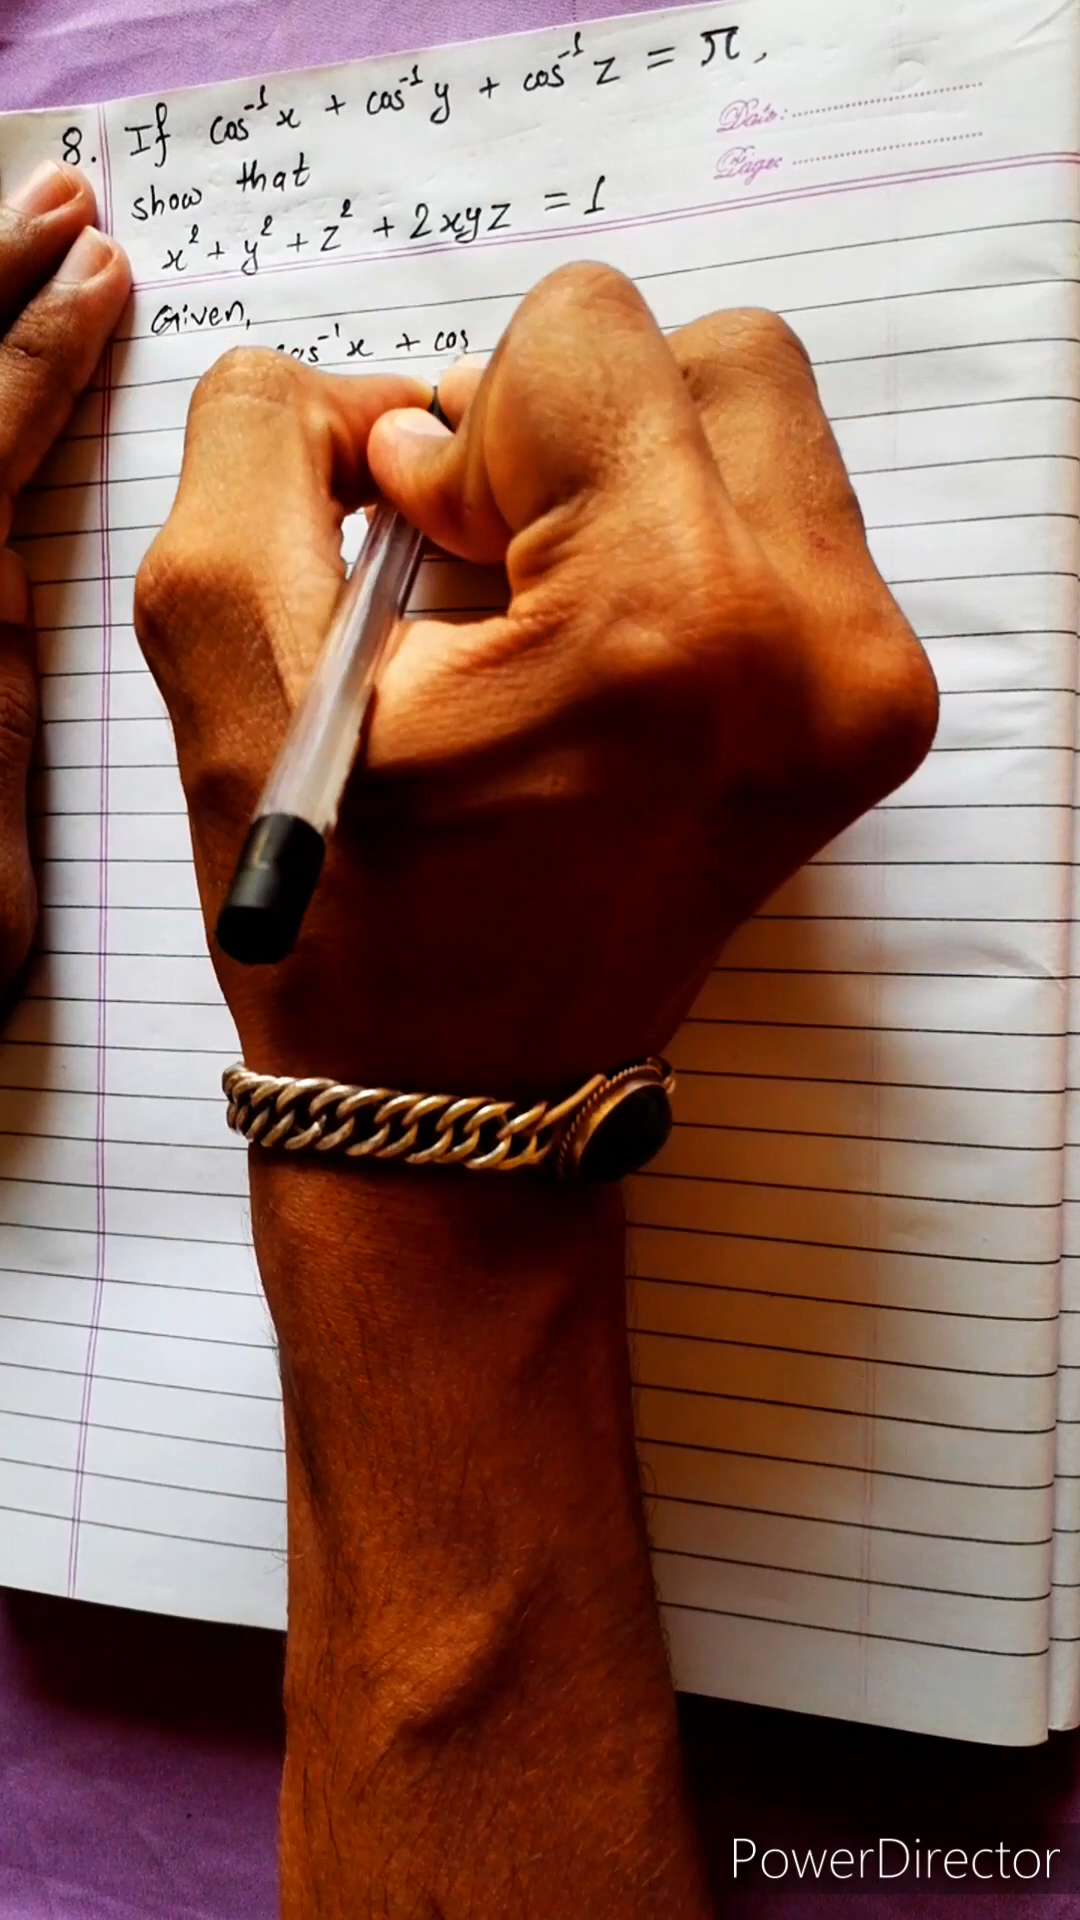 8. If cos⁻¹x + cos⁻¹y + cos⁻¹z = π,
show that
x² + y² + z² + 2xyz = 1
Date:
Page:
Given,
cos⁻¹x + cos
PowerDirector